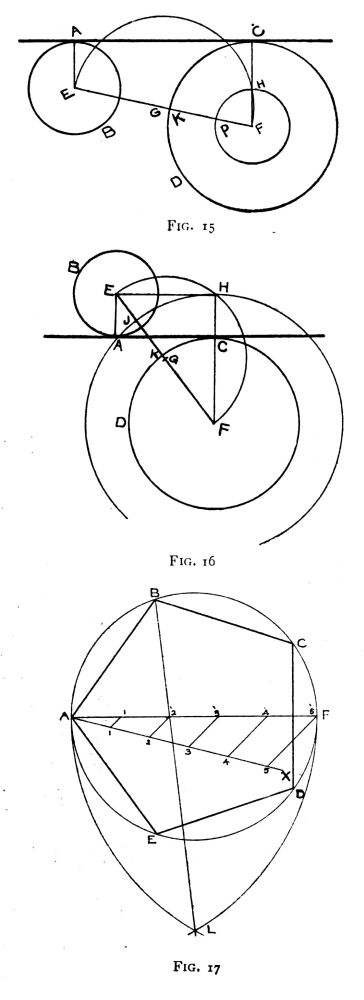 A C
E H
G K P F
B
D
FIG. 15
B
E H
J
A C
K G
D F
FIG. 16
B
C
A 1 2 3 4 5 F
1 2 3 4 5 X
D
E
L
FIG. 17